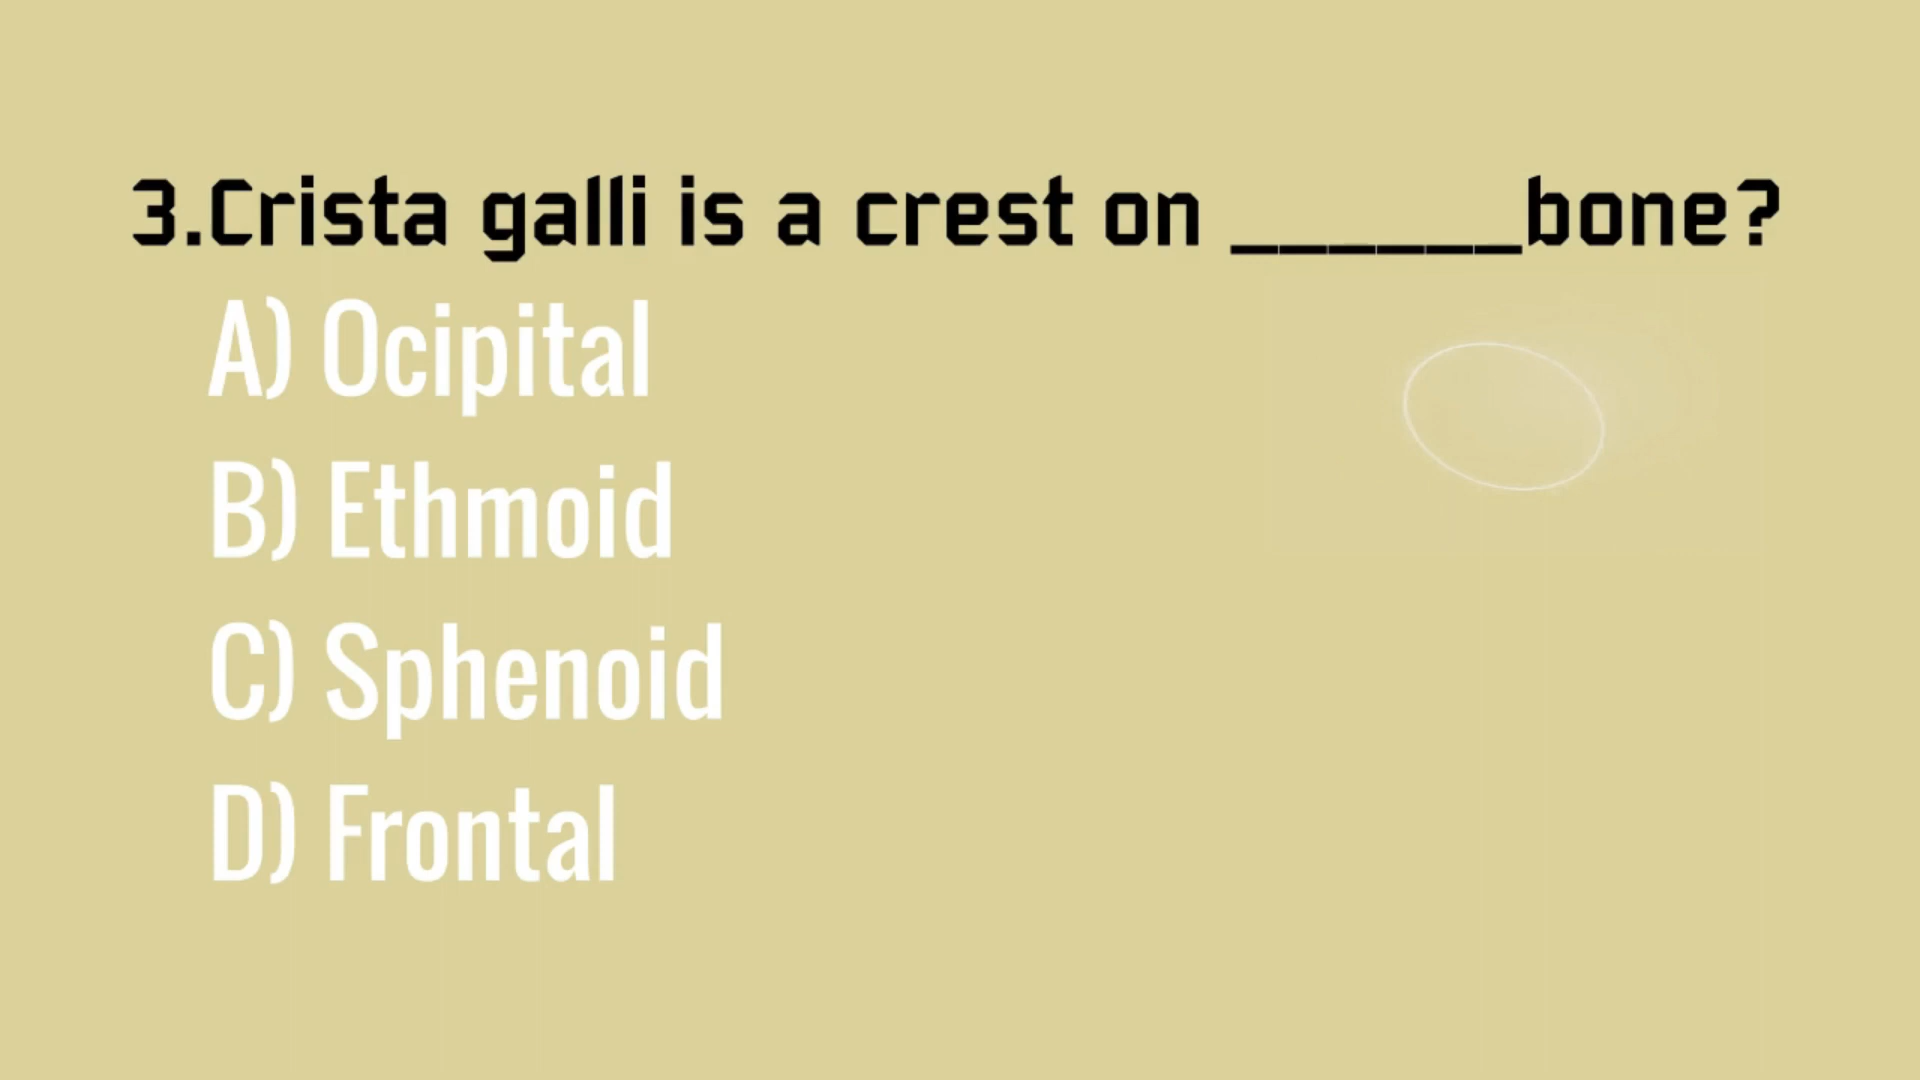 3.Crista galli is a crest on ______bone?
A) Ocipital
B) Ethmoid
C) Sphenoid
D) Frontal